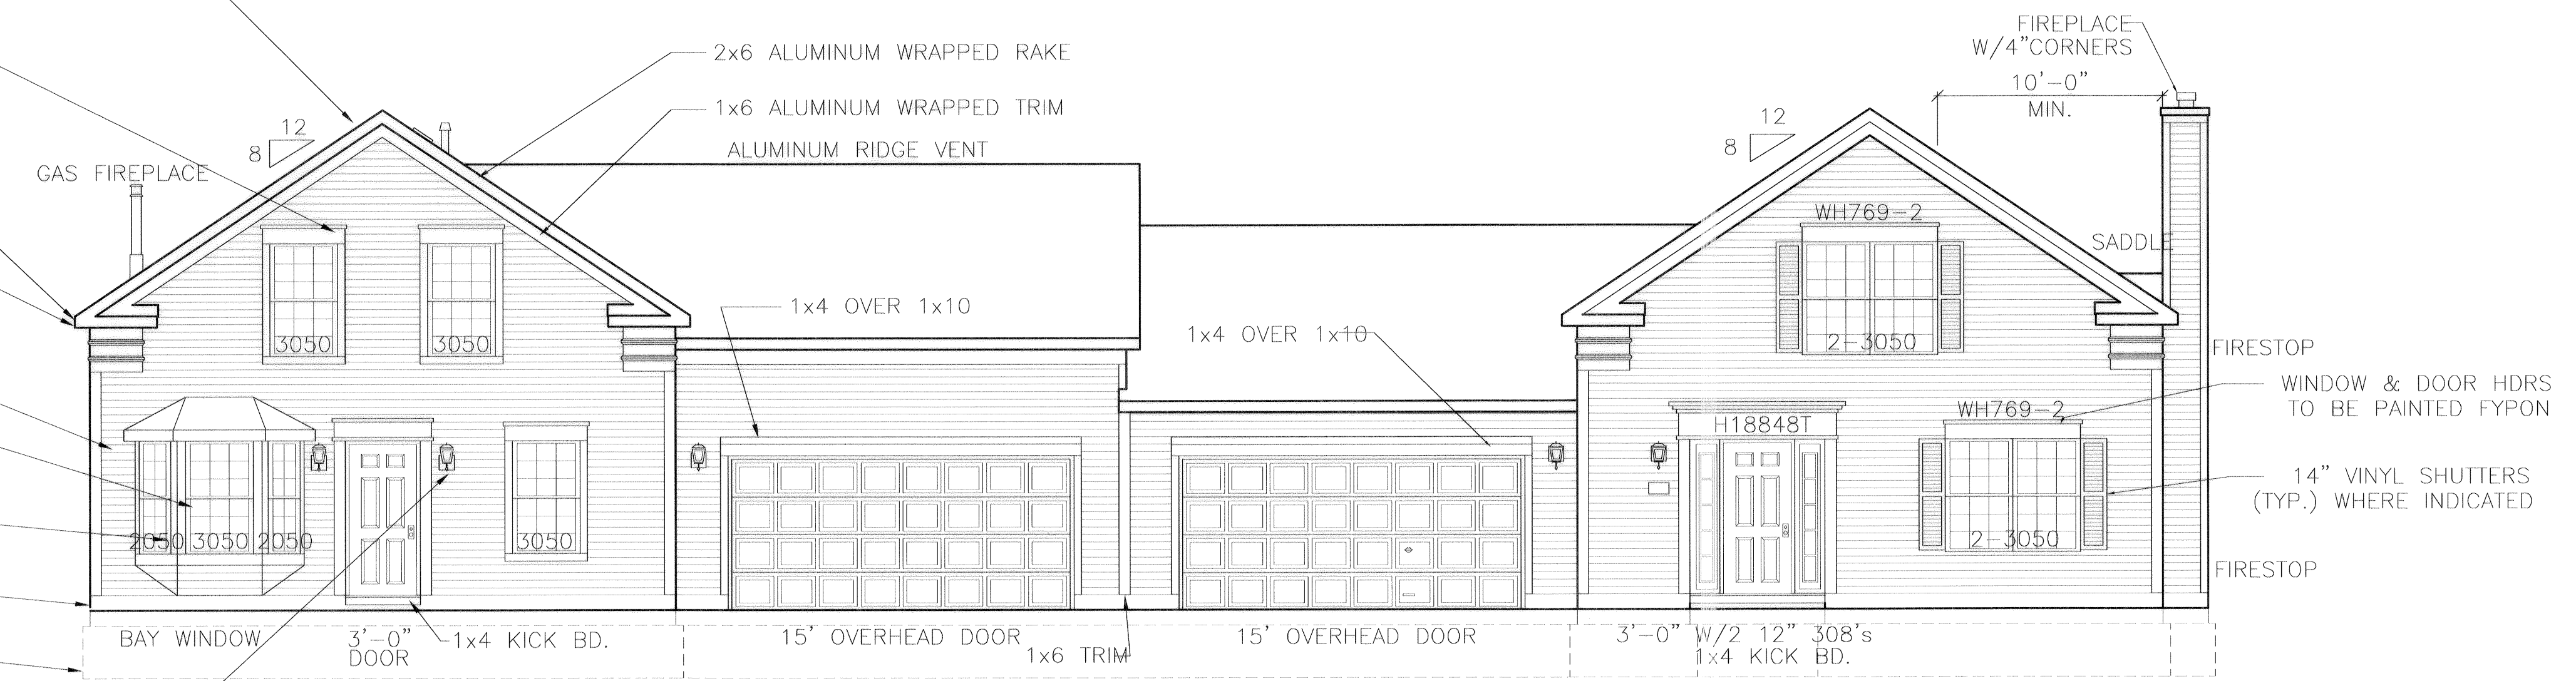 FIREPLACE
W/4"CORNERS
10'-0"
MIN.
2x6 ALUMINUM WRAPPED RAKE
1x6 ALUMINUM WRAPPED TRIM
ALUMINUM RIDGE VENT
12
8
12
8
GAS FIREPLACE
WH769-2
SADDLE
3050
3050
2-3050
1x4 OVER 1x10
1x4 OVER 1x10
FIRESTOP
WINDOW & DOOR HDRS
TO BE PAINTED FYPON
WH769-2
H18848T
14" VINYL SHUTTERS
(TYP.) WHERE INDICATED
2050 3050 2050
3050
2-3050
FIRESTOP
BAY WINDOW
3'-0"
DOOR
1x4 KICK BD.
15' OVERHEAD DOOR
1x6 TRIM
15' OVERHEAD DOOR
3'-0" W/2 12" 308's
1x4 KICK BD.